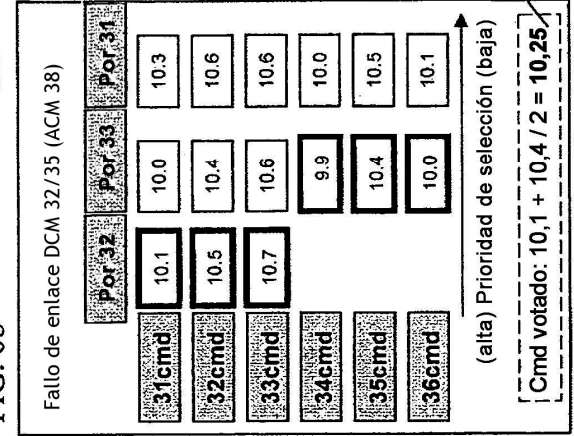 FIG.
Fallo de enlace DCM 32/35 (ACM 38)
Por 32 Por 33 Por 31
31cmd 10.1 10.0 10.3
32cmd 10.5 10.4 10.6
33cmd 10.7 10.6 10.6
34cmd 9.9 10.0
35cmd 10.4 10.5
36cmd 10.0 10.1
(alta) Prioridad de selección (baja)
Cmd votado: 10,1 + 10,4 / 2 = 10,25